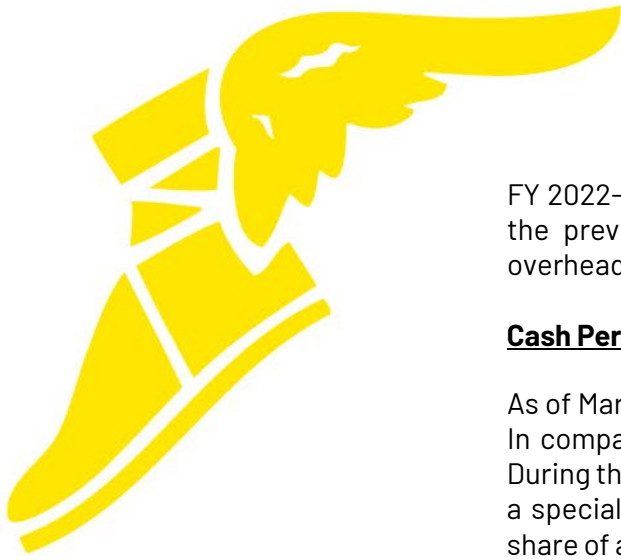 FY 2022-
the prev
overhead
Cash Per
As of Mar
In compa
During th
a special
share of a